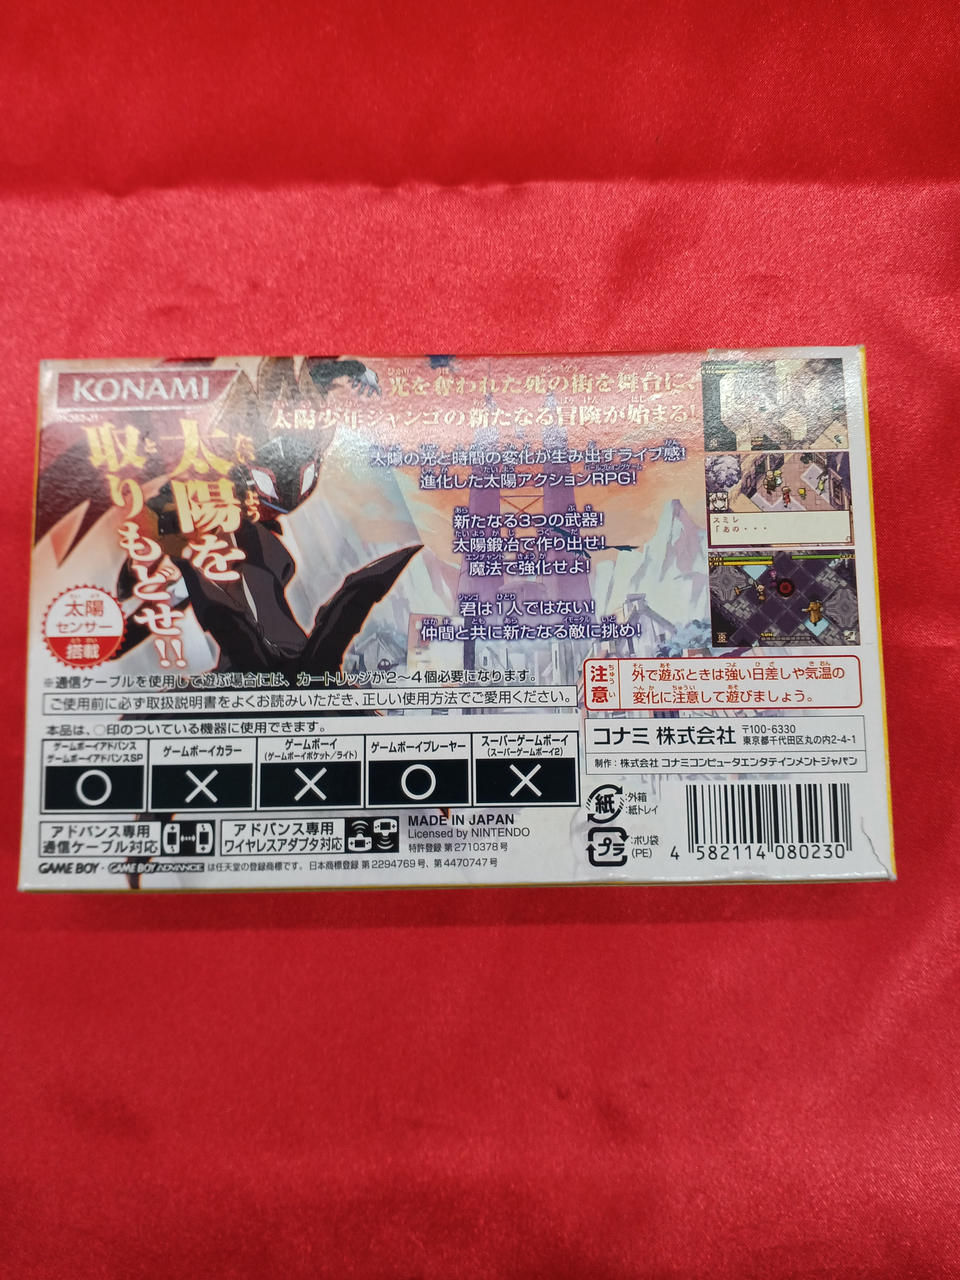 KONAMI
光を奪われた死の街を舞台に、
太陽少年ジャンゴの新たなる冒険が始まる!
太陽を
取りもどせ!!
太陽の光と時間の変化が生み出すライブ感!
進化した太陽アクションRPG!
新たなる3つの武器!
太陽鍛冶で作り出せ!
魔法で強化せよ!
君は1人ではない!
仲間と共に新たなる敵に挑め!
スミレ
「あの・・・
太陽
センサー
搭載
※通信ケーブルを使用して遊ぶ場合には、カートリッジが2〜4個必要になります。
ご使用前に必ず取扱説明書をよくお読みいただき、正しい使用方法でご愛用ください。
注意
外で遊ぶときは強い日差しや気温の
変化に注意して遊びましょう。
本品は、○印のついている機器に使用できます。
ゲームボーイアドバンス
ゲームボーイアドバンスSP
○
ゲームボーイカラー
×
ゲームボーイ
(ゲームボーイポケット/ライト)
×
ゲームボーイプレーヤー
○
スーパーゲームボーイ
(スーパーゲームボーイ2)
×
コナミ 株式会社
〒100-6330
東京都千代田区丸の内2-4-1
制作:株式会社 コナミコンピュータエンタテインメントジャパン
アドバンス専用
通信ケーブル対応
アドバンス専用
ワイヤレスアダプタ対応
MADE IN JAPAN
Licensed by NINTENDO
特許登録 第2710378号
紙
:外箱
:紙トレイ
プラ
:ポリ袋
(PE)
4 582114 080230
GAME BOY・GAME BOY ADVANCE は任天堂の登録商標です。日本商標登録 第2294769号、第4470747号